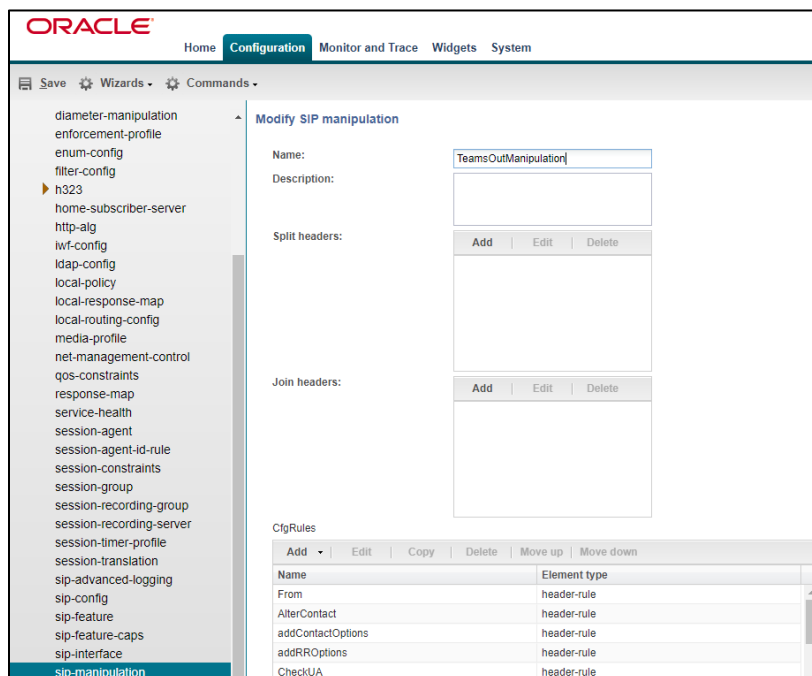 ORACLE
Home Configuration Monitor and Trace Widgets System
Save Wizards Commands
diameter-manipulation
enforcement-profile
enum-config
filter-config
h323
home-subscriber-server
http-alg
iwf-config
ldap-config
local-policy
local-response-map
local-routing-config
media-profile
net-management-control
qos-constraints
response-map
service-health
session-agent
session-agent-id-rule
session-constraints
session-group
session-recording-group
session-recording-server
session-timer-profile
session-translation
sip-advanced-logging
sip-config
sip-feature
sip-feature-caps
sip-interface
sip-manipulation
Modify SIP manipulation
Name: TeamsOutManipulation
Description:
Split headers: Add | Edit | Delete
Join headers: Add | Edit | Delete
CfgRules
Add | Edit | Copy | Delete | Move up | Move down
Name Element type
From header-rule
AlterContact header-rule
addContactOptions header-rule
addRROptions header-rule
CheckUA header-rule